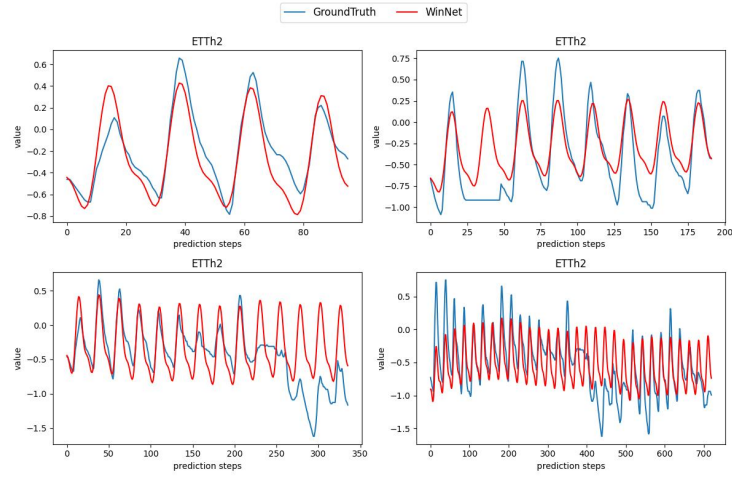 GroundTruth WinNet
ETTh2 ETTh2
0.6
0.4
0.2
0.0
−0.2
−0.4
−0.6
−0.8
value
0 20 40 60 80
prediction steps
0.75
0.50
0.25
0.00
−0.25
−0.50
−0.75
−1.00
value
0 25 50 75 100 125 150 175 200
prediction steps
ETTh2 ETTh2
0.5
0.0
−0.5
−1.0
−1.5
value
0 50 100 150 200 250 300 350
prediction steps
0.5
0.0
−0.5
−1.0
−1.5
value
0 100 200 300 400 500 600 700
prediction steps